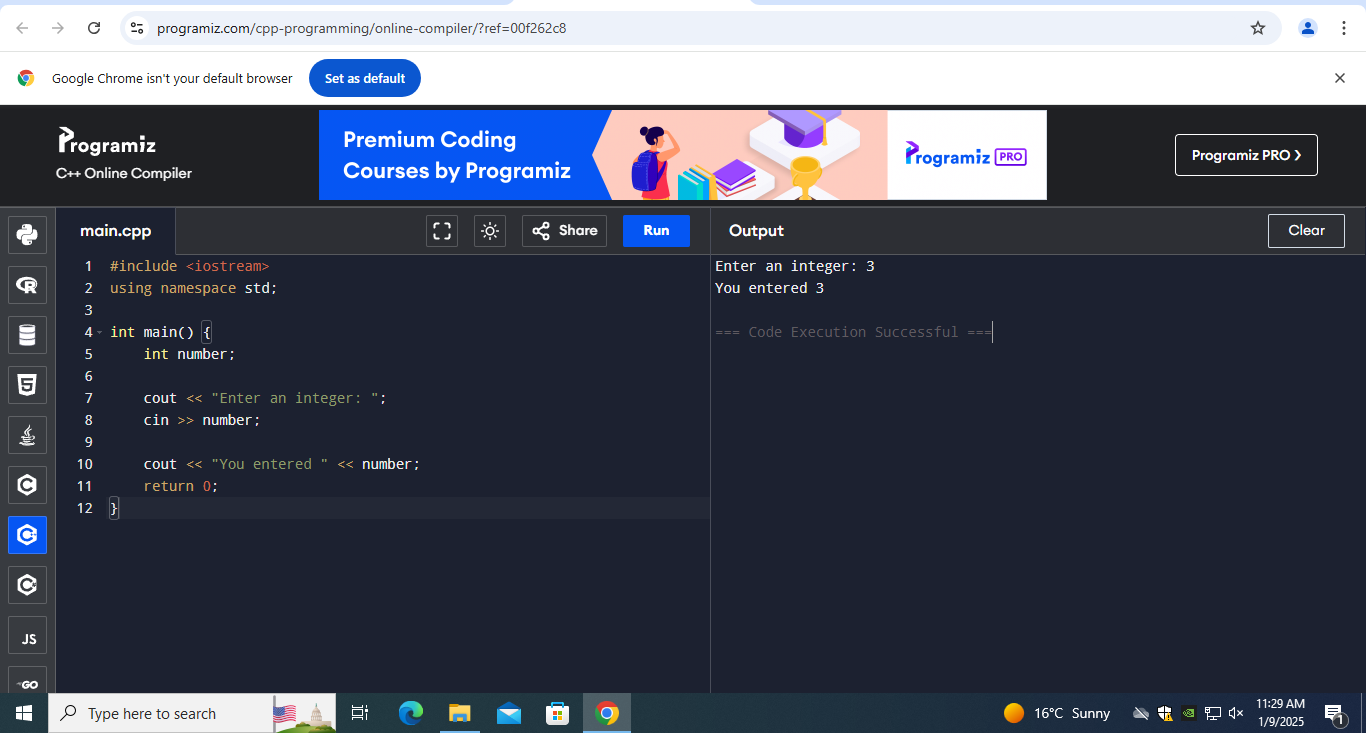 programiz.com/cpp-programming/online-compiler/?ref=00f262c8
Google Chrome isn't your default browser Set as default
Programiz
C++ Online Compiler
Premium Coding
Courses by Programiz
Programiz PRO
Programiz PRO ❯
main.cpp Share Run
Output Clear
1 #include <iostream>
2 using namespace std;
3
4 int main() {
5     int number;
6
7     cout << "Enter an integer: ";
8     cin >> number;
9
10     cout << "You entered " << number;
11     return 0;
12 }
Enter an integer: 3
You entered 3
=== Code Execution Successful ===
R
5
C
C
C
JS
GO
Type here to search
16°C Sunny
11:29 AM
1/9/2025
1